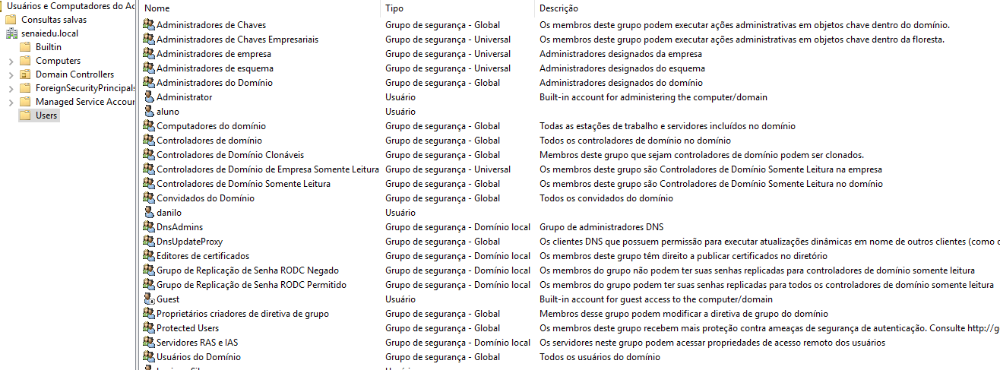 Usuários e Computadores do Ac
Consultas salvas
senaiedu.local
Builtin
Computers
Domain Controllers
ForeignSecurityPrincipals
Managed Service Accour
Users
Nome Tipo Descrição
Administradores de Chaves Grupo de segurança - Global Os membros deste grupo podem executar ações administrativas em objetos chave dentro do domínio.
Administradores de Chaves Empresariais Grupo de segurança - Universal Os membros deste grupo podem executar ações administrativas em objetos chave dentro da floresta.
Administradores de empresa Grupo de segurança - Universal Administradores designados da empresa
Administradores de esquema Grupo de segurança - Universal Administradores designados do esquema
Administradores do Domínio Grupo de segurança - Global Administradores designados do domínio
Administrator Usuário Built-in account for administering the computer/domain
aluno Usuário
Computadores do domínio Grupo de segurança - Global Todas as estações de trabalho e servidores incluídos no domínio
Controladores de domínio Grupo de segurança - Global Todos os controladores de domínio no domínio
Controladores de Domínio Clonáveis Grupo de segurança - Global Membros deste grupo que sejam controladores de domínio podem ser clonados.
Controladores de Domínio de Empresa Somente Leitura Grupo de segurança - Universal Os membros deste grupo são Controladores de Domínio Somente Leitura na empresa
Controladores de Domínio Somente Leitura Grupo de segurança - Global Os membros deste grupo são Controladores de Domínio Somente Leitura no domínio
Convidados do Domínio Grupo de segurança - Global Todos os convidados do domínio
danilo Usuário
DnsAdmins Grupo de segurança - Domínio local Grupo de administradores DNS
DnsUpdateProxy Grupo de segurança - Global Os clientes DNS que possuem permissão para executar atualizações dinâmicas em nome de outros clientes (como
Editores de certificados Grupo de segurança - Domínio local Os membros deste grupo têm direito a publicar certificados no diretório
Grupo de Replicação de Senha RODC Negado Grupo de segurança - Domínio local Os membros do grupo não podem ter suas senhas replicadas para controladores de domínio somente leitura
Grupo de Replicação de Senha RODC Permitido Grupo de segurança - Domínio local Os membros do grupo podem ter suas senhas replicadas para todos os controladores de domínio somente leitura
Guest Usuário Built-in account for guest access to the computer/domain
Proprietários criadores de diretiva de grupo Grupo de segurança - Global Membros desse grupo podem modificar a diretiva de grupo do domínio
Protected Users Grupo de segurança - Global Os membros deste grupo recebem mais proteção contra ameaças de segurança de autenticação. Consulte http://g
Servidores RAS e IAS Grupo de segurança - Domínio local Os servidores neste grupo podem acessar propriedades de acesso remoto dos usuários
Usuários do Domínio Grupo de segurança - Global Todos os usuários do domínio